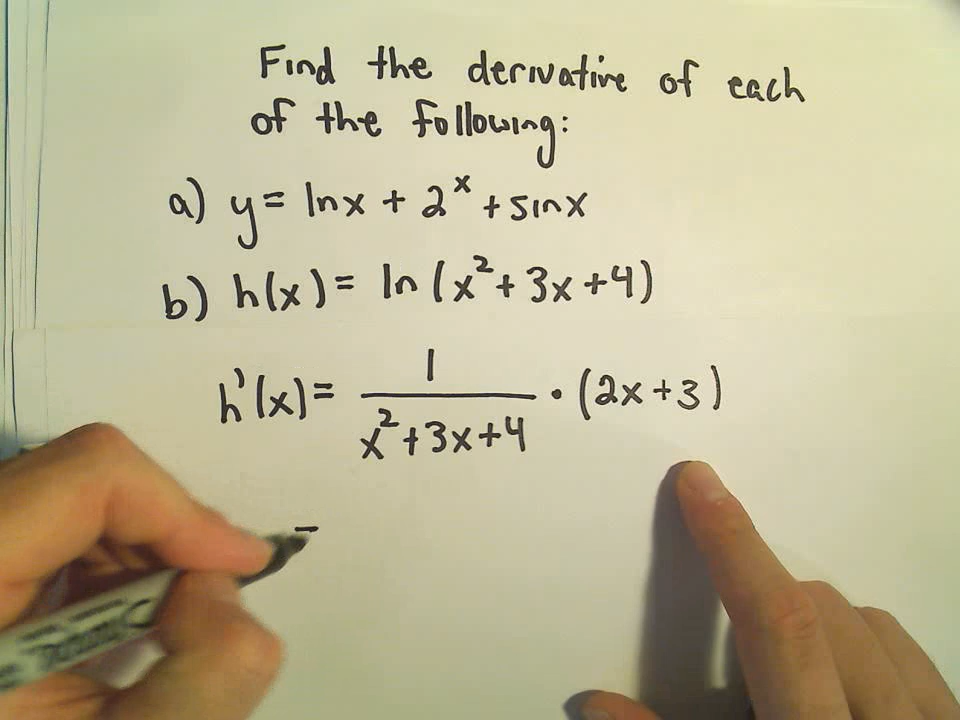 Find the derivative of each
of the following:
a) y = ln x + 2^x + sin x
b) h(x) = ln (x^2 + 3x + 4)
h'(x) = 1/(x^2 + 3x + 4) · (2x + 3)